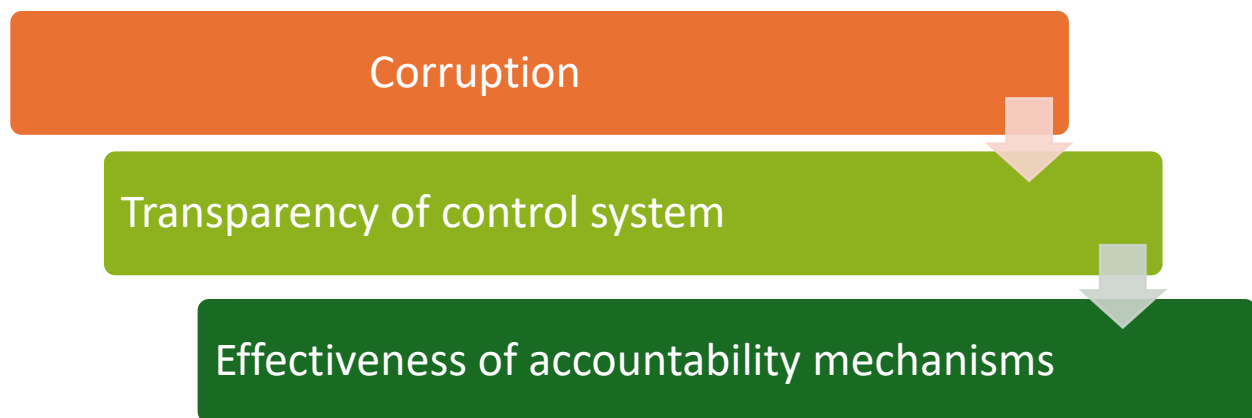 Corruption
Transparency of control system
Effectiveness of accountability mechanisms